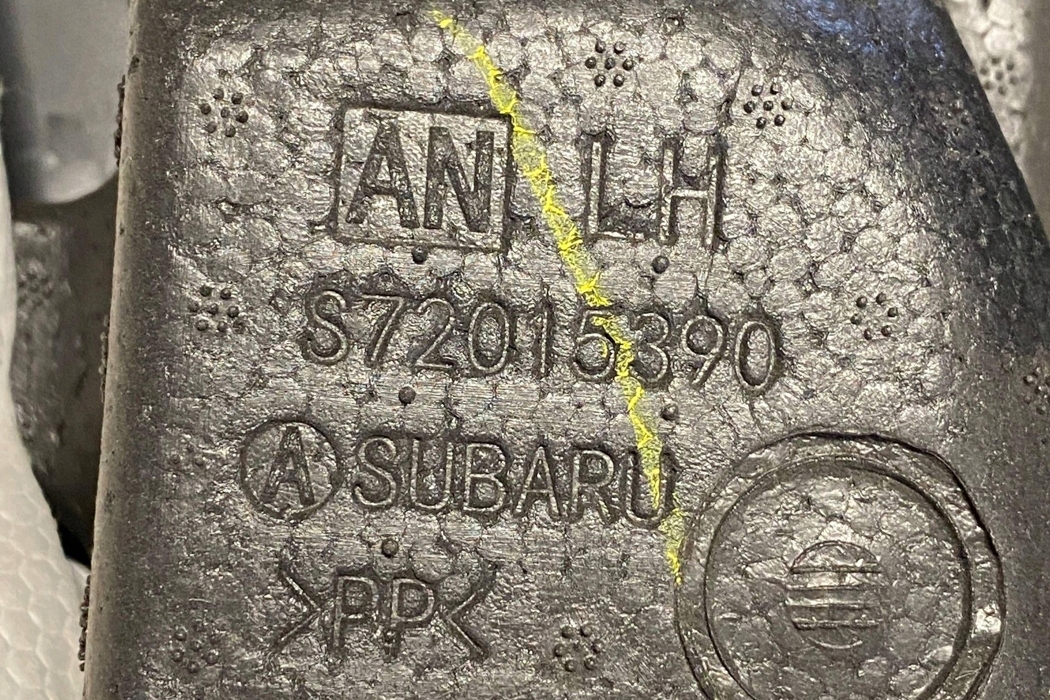 AN LH
S72015390
A SUBARU
>PP<